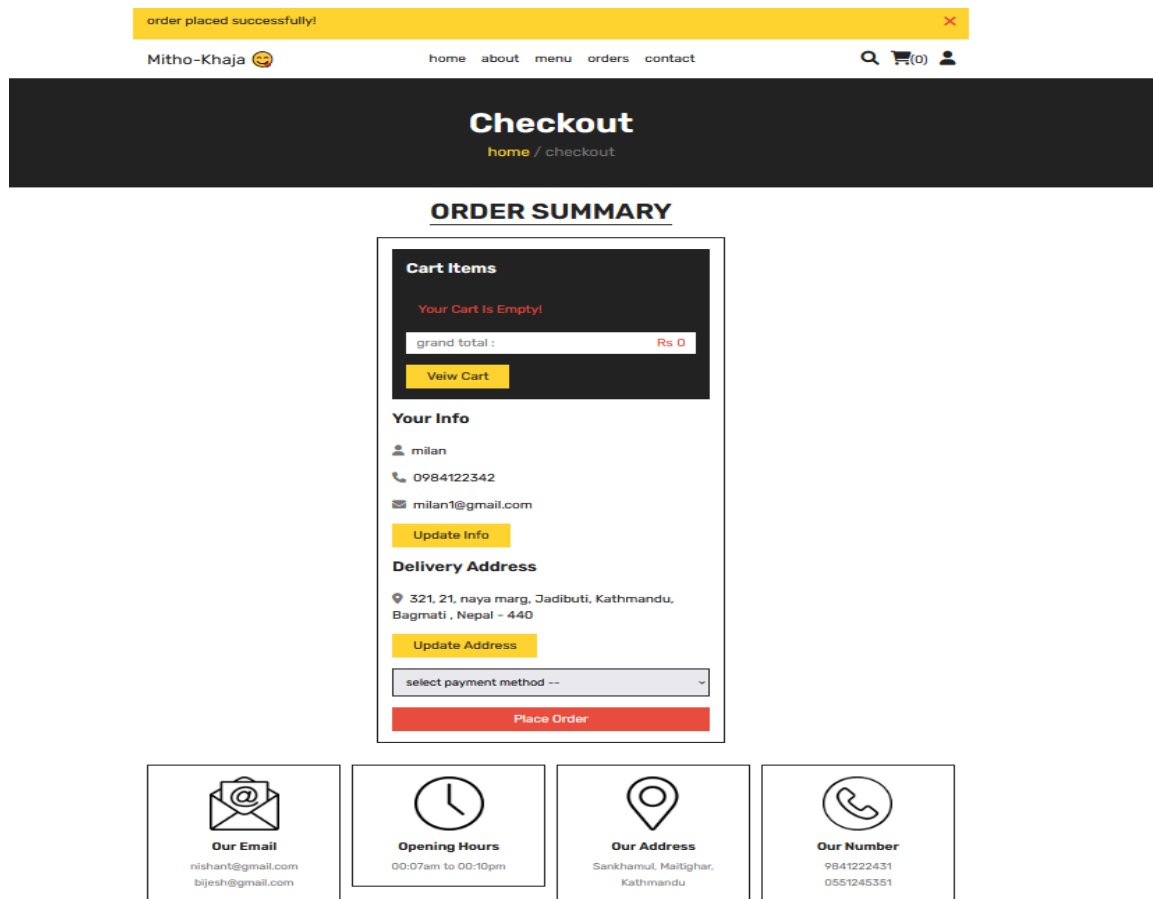 order placed successfully!
Mitho-Khaja 😋 home about menu orders contact (0)
Checkout
home / checkout
ORDER SUMMARY
Cart Items
Your Cart Is Empty!
grand total : Rs 0
Veiw Cart
Your Info
milan
0984122342
milan1@gmail.com
Update Info
Delivery Address
321, 21, naya marg, Jadibuti, Kathmandu,
Bagmati , Nepal - 440
Update Address
select payment method --
Place Order
Our Email
nishant@gmail.com
bijesh@gmail.com
Opening Hours
00:07am to 00:10pm
Our Address
Sankhamul, Maitighar,
Kathmandu
Our Number
9841222431
0551245351